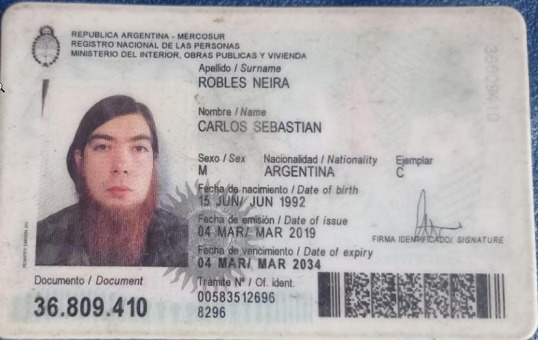 REPUBLICA ARGENTINA - MERCOSUR
REGISTRO NACIONAL DE LAS PERSONAS
MINISTERIO DEL INTERIOR, OBRAS PUBLICAS Y VIVIENDA
Apellido / Surname
ROBLES NEIRA
Nombre / Name
CARLOS SEBASTIAN
Sexo / Sex Nacionalidad / Nationality Ejemplar
M ARGENTINA C
Fecha de nacimiento / Date of birth
15 JUN/ JUN 1992
Fecha de emisión / Date of issue
04 MAR/ MAR 2019
FIRMA IDENTIFICADO/ SIGNATURE
Fecha de vencimiento / Date of expiry
04 MAR/ MAR 2034
Documento / Document
36.809.410
Tramite Nº / Of. ident.
00583512696
8296